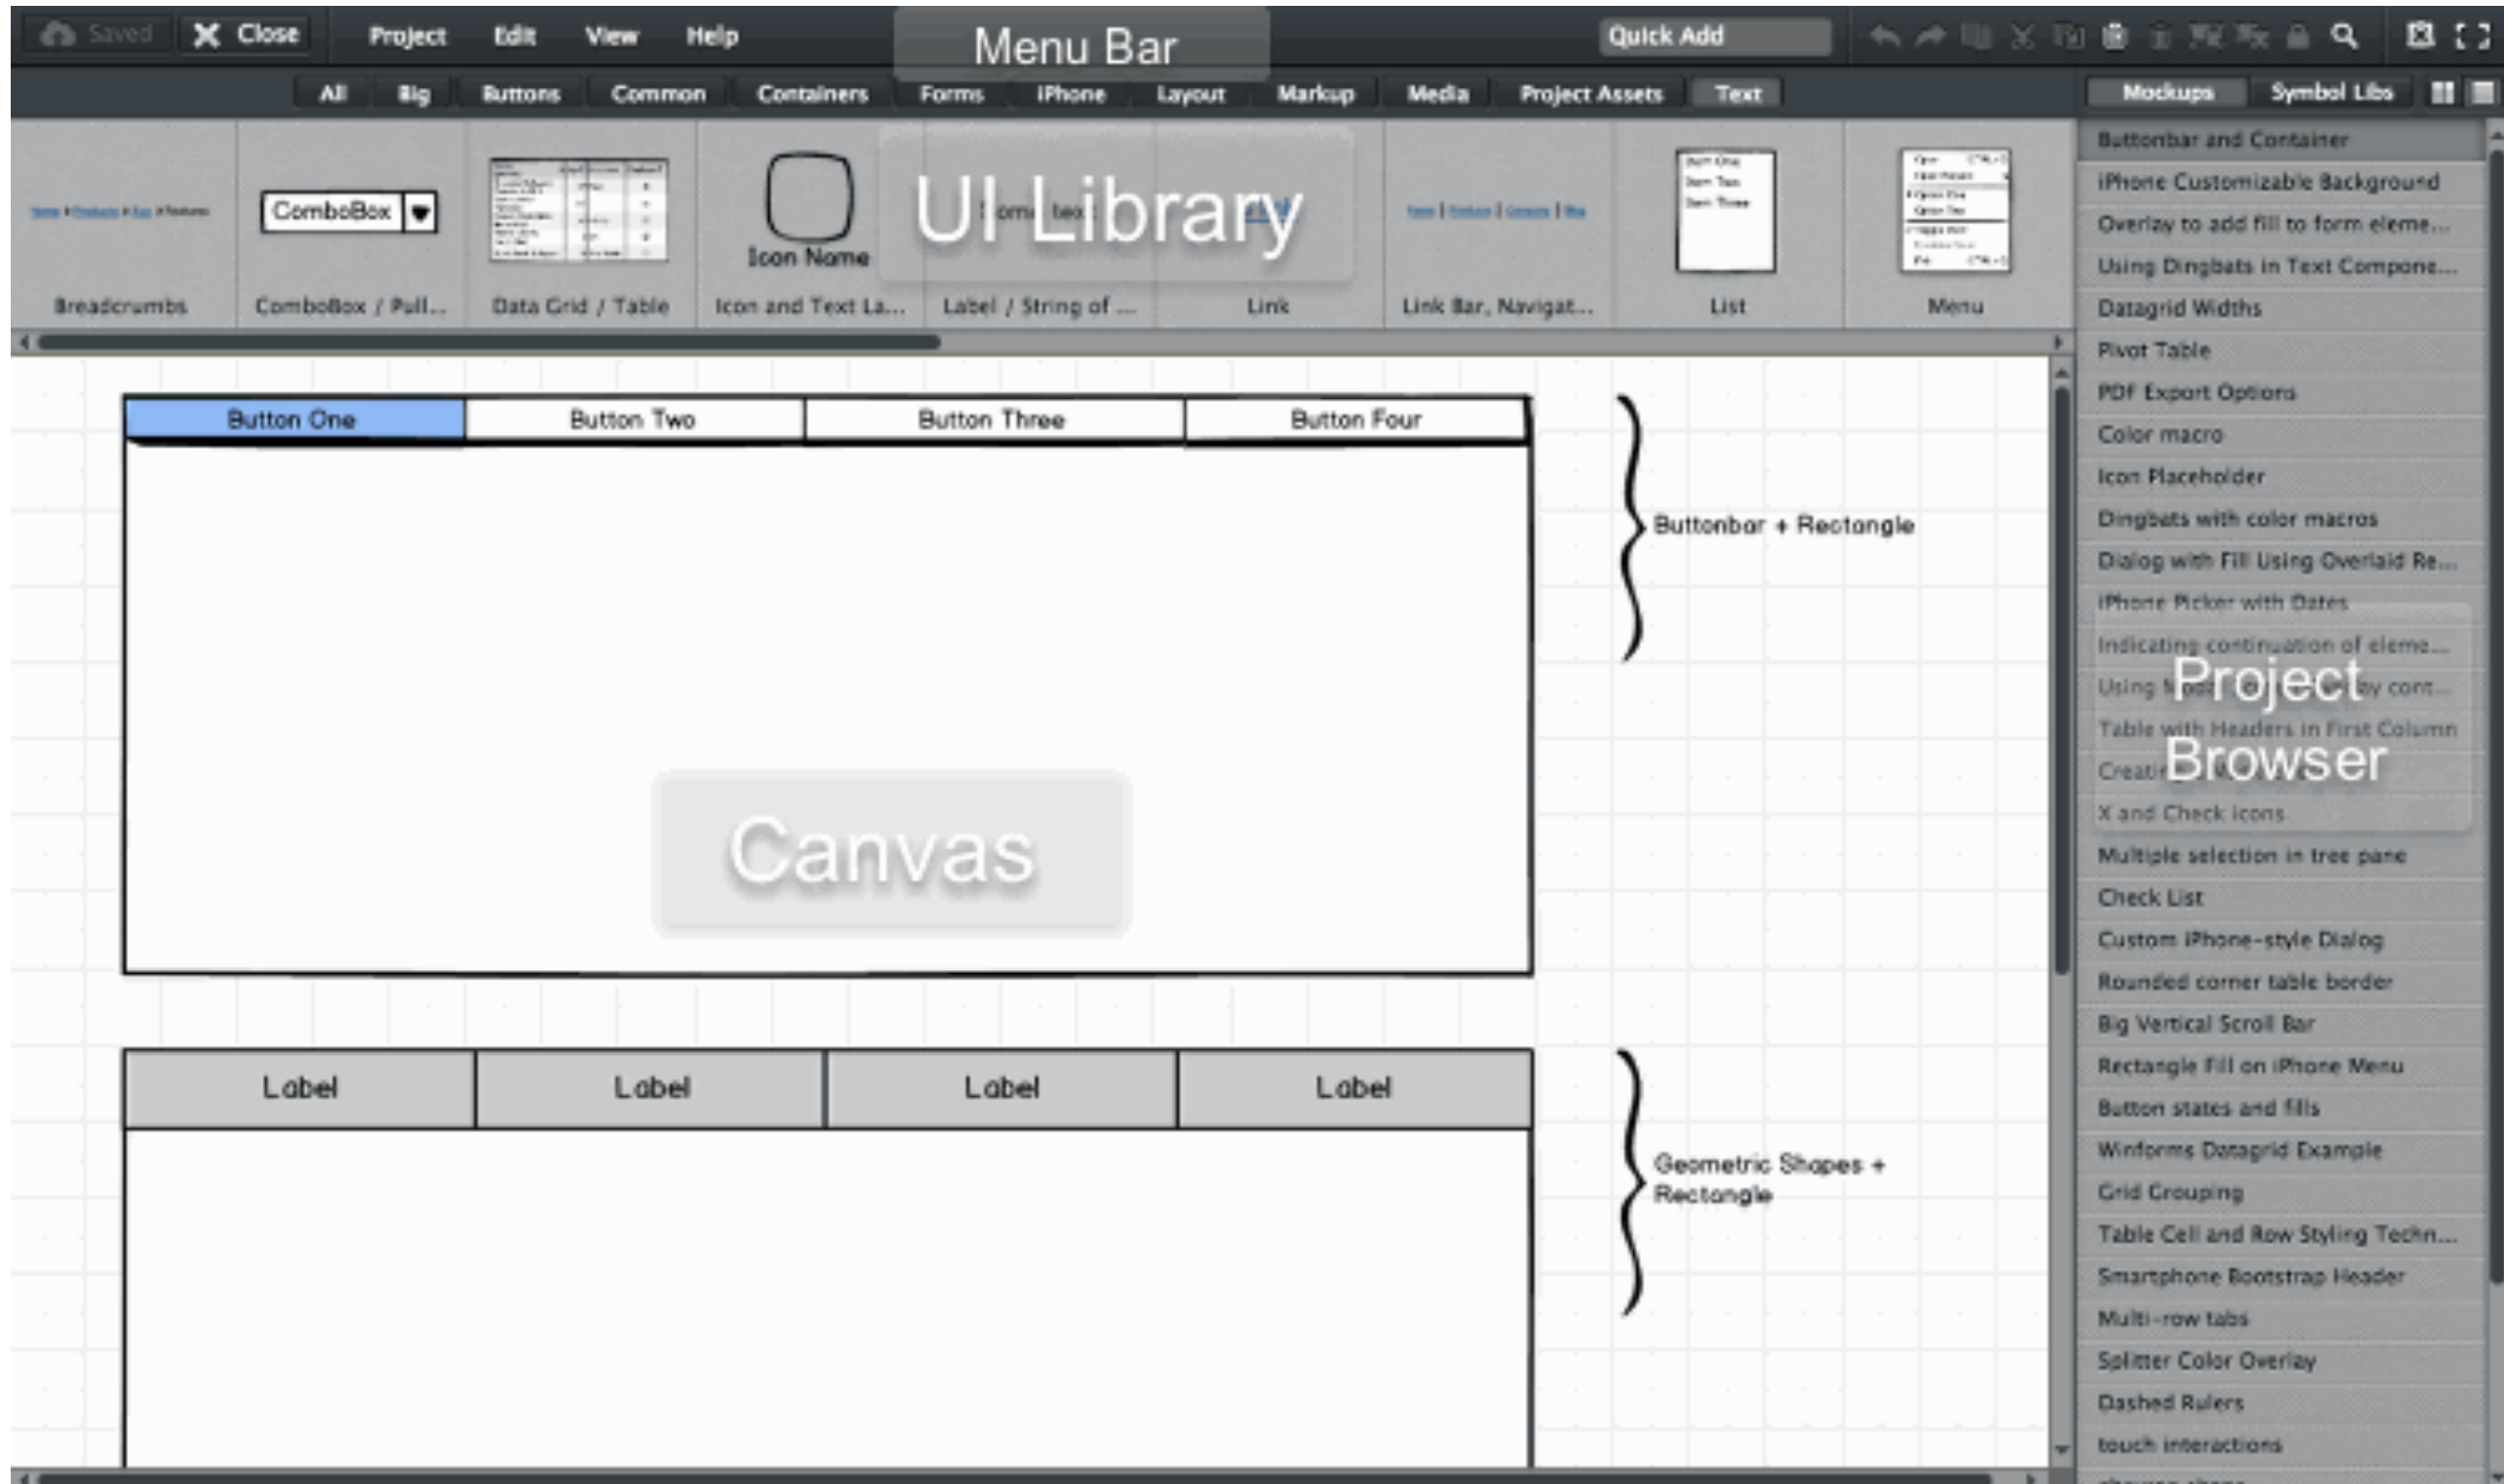 Saved Close Project Edit View Help Menu Bar Quick Add
All Big Buttons Common Containers Forms iPhone Layout Markup Media Project Assets Text Mockups Symbol Libs
ComboBox
Icon Name
UI Library
Item One
Item Two
Item Three
Breadcrumbs ComboBox / Pull... Data Grid / Table Icon and Text La... Label / String of ... Link Link Bar, Navigat... List Menu
Button One Button Two Button Three Button Four
Buttonbar + Rectangle
Canvas
Label Label Label Label
Geometric Shapes +
Rectangle
Buttonbar and Container
iPhone Customizable Background
Overlay to add fill to form eleme...
Using Dingbats in Text Compone...
Datagrid Widths
Pivot Table
PDF Export Options
Color macro
Icon Placeholder
Dingbats with color macros
Dialog with Fill Using Overlaid Re...
iPhone Picker with Dates
Indicating continuation of eleme...
Project
Using cont...
Table with Headers in First Column
Browser
X and Check icons
Multiple selection in tree pane
Check List
Custom iPhone-style Dialog
Rounded corner table border
Big Vertical Scroll Bar
Rectangle Fill on iPhone Menu
Button states and fills
Winforms Datagrid Example
Grid Grouping
Table Cell and Row Styling Techn...
Smartphone Bootstrap Header
Multi-row tabs
Splitter Color Overlay
Dashed Rulers
touch interactions